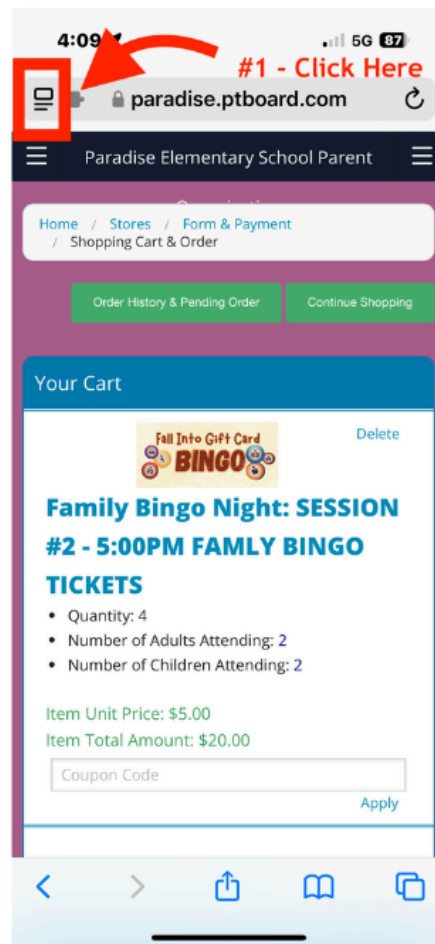 4:09
5G 87
#1 - Click Here
paradise.ptboard.com
Paradise Elementary School Parent
Home / Stores / Form & Payment
/ Shopping Cart & Order
Order History & Pending Order
Continue Shopping
Your Cart
Fall Into Gift Card
BINGO
Delete
Family Bingo Night: SESSION
#2 - 5:00PM FAMLY BINGO
TICKETS
• Quantity: 4
• Number of Adults Attending: 2
• Number of Children Attending: 2
Item Unit Price: $5.00
Item Total Amount: $20.00
Coupon Code
Apply